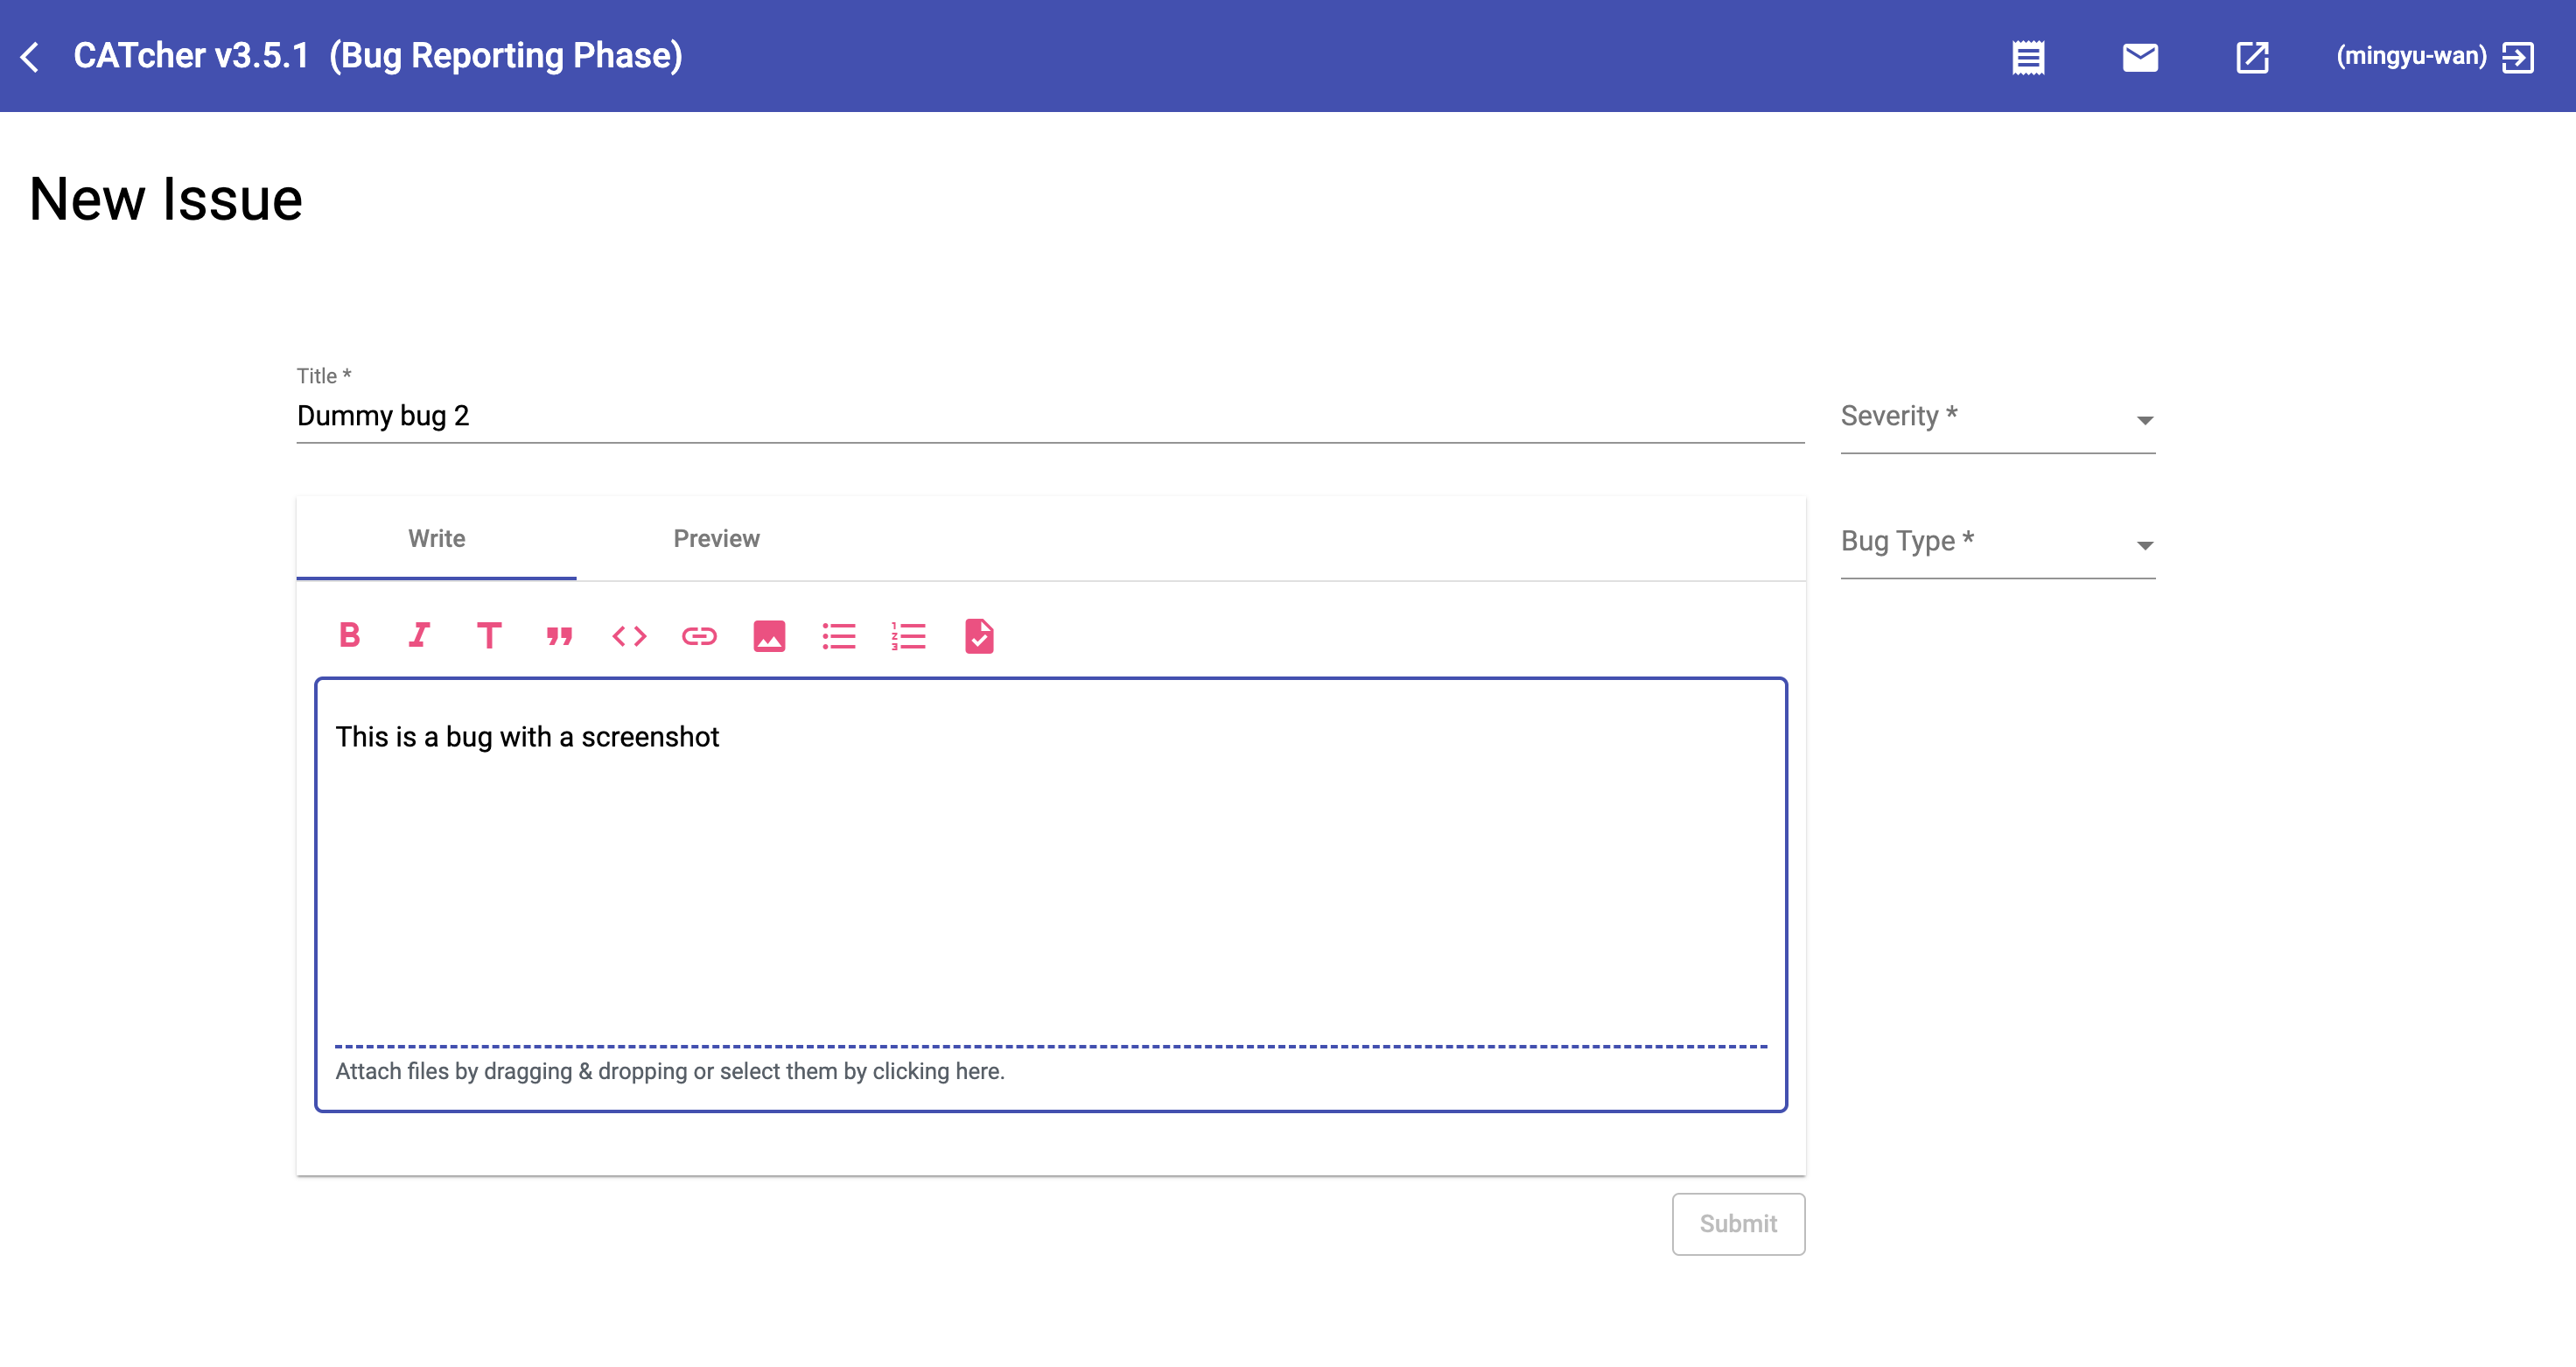 CATcher v3.5.1 (Bug Reporting Phase)
(mingyu-wan)
New Issue
Title *
Dummy bug 2
Severity *
Write
Preview
Bug Type *
This is a bug with a screenshot
Attach files by dragging & dropping or select them by clicking here.
Submit